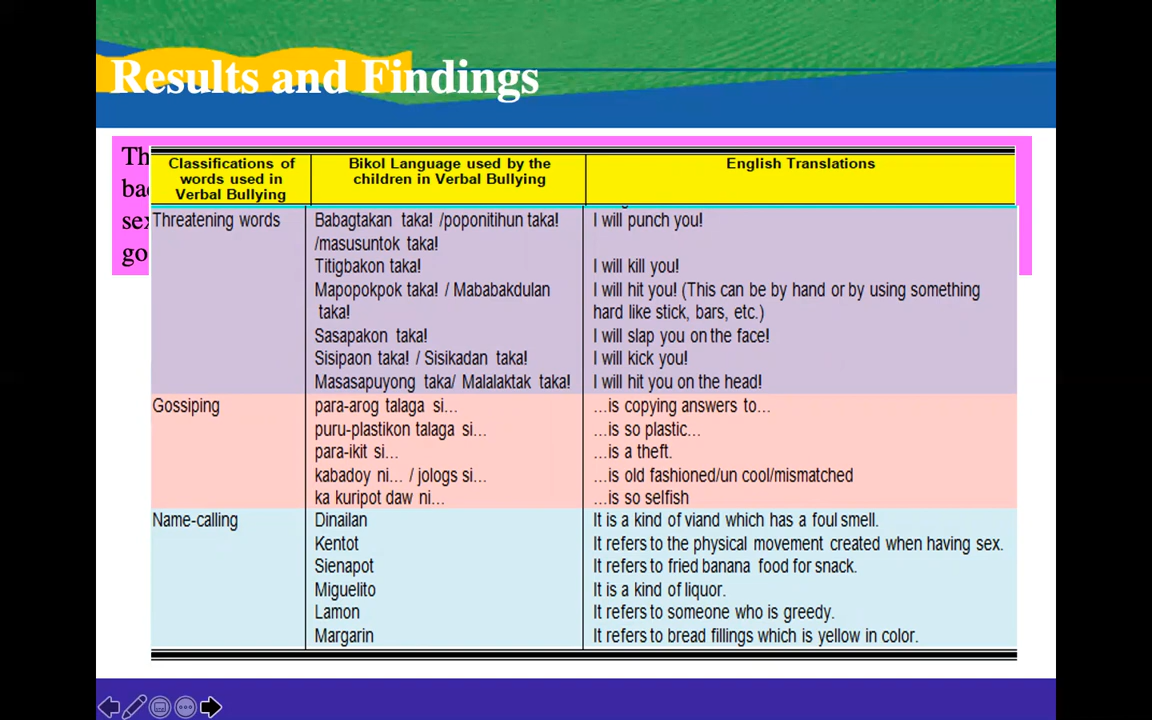 Results and Findings
Classifications of words used in Verbal Bullying
Bikol Language used by the children in Verbal Bullying
English Translations
Threatening words
Babagtakan taka! /poponitihun taka! /masusuntok taka!
I will punch you!
Titigbakon taka!
I will kill you!
Mapopokpok taka! / Mababakdulan taka!
I will hit you! (This can be by hand or by using something hard like stick, bars, etc.)
Sasapakon taka!
I will slap you on the face!
Sisipaon taka! / Sisikadan taka!
I will kick you!
Masasapuyong taka/ Malalaktak taka!
I will hit you on the head!
Gossiping
para-arog talaga si...
...is copying answers to...
puru-plastikon talaga si...
...is so plastic...
para-ikit si...
...is a theft.
kabadoy ni... / jologs si...
...is old fashioned/un cool/mismatched
ka kuripot daw ni...
...is so selfish
Name-calling
Dinailan
It is a kind of viand which has a foul smell.
Kentot
It refers to the physical movement created when having sex.
Sienapot
It refers to fried banana food for snack.
Miguelito
It is a kind of liquor.
Lamon
It refers to someone who is greedy.
Margarin
It refers to bread fillings which is yellow in color.